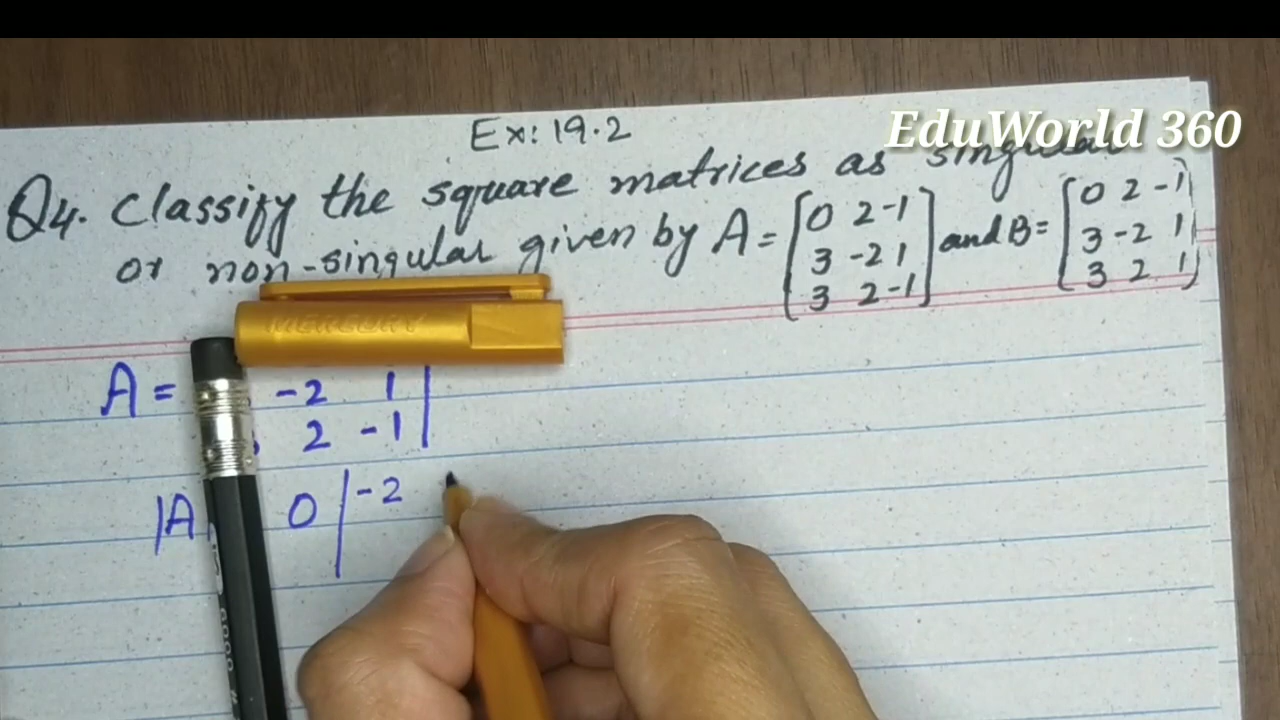 EduWorld 360
Ex: 19.2
Q4. Classify the square matrices as singular
or non-singular given by A = [0 2 -1 and B = [0 2 -1
3 -2 1 3 -2 1
3 2 -1] 3 2 1]
MERCURY
A = -2 1
2 -1
|A 0 | -2